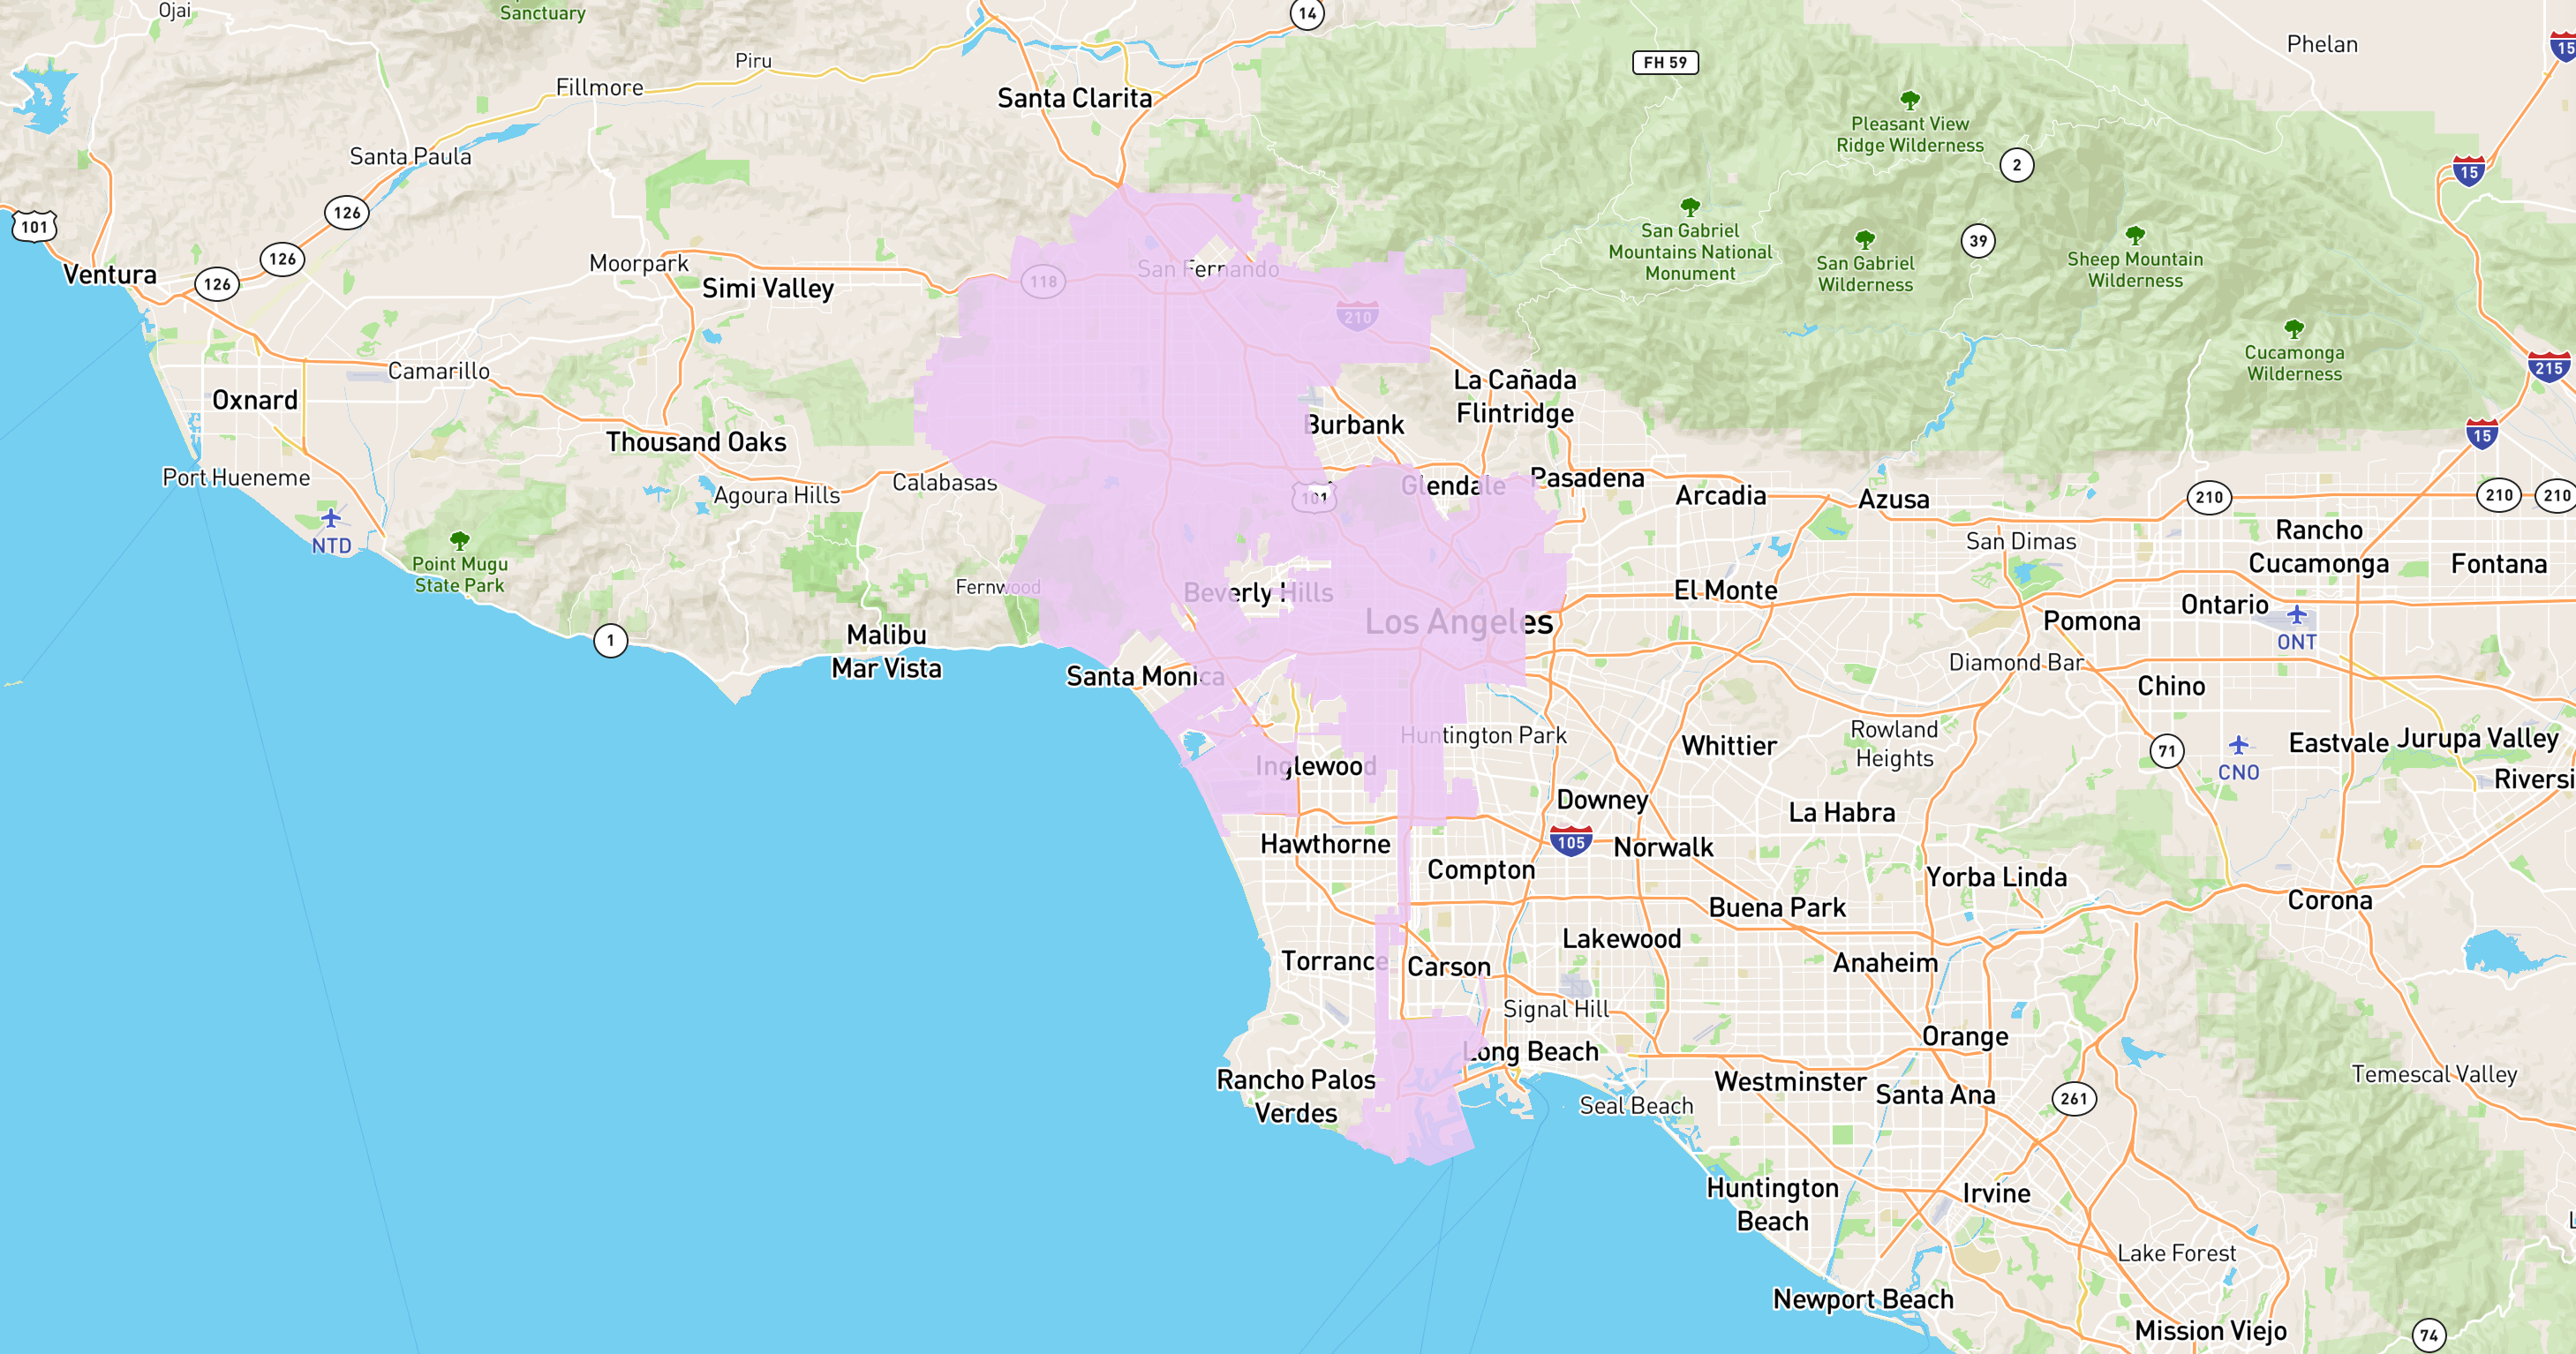 Ojai
Sanctuary
14
Phelan
15
Piru
FH 59
Fillmore
Santa Clarita
Pleasant View
Ridge Wilderness
Santa Paula
2
15
126
San Gabriel
Mountains National
Monument
39
101
126
San Gabriel
Wilderness
Sheep Mountain
Wilderness
Ventura
126
Moorpark
Simi Valley
118
San Fernando
210
Cucamonga
Wilderness
215
Camarillo
Oxnard
La Cañada
Flintridge
Burbank
15
Thousand Oaks
Port Hueneme
Agoura Hills
Calabasas
101
Glendale
Pasadena
Arcadia
Azusa
210
210
210
NTD
Rancho
Cucamonga
San Dimas
Fontana
Point Mugu
State Park
Fernwood
Beverly Hills
El Monte
Ontario
ONT
Los Angeles
Pomona
1
Malibu
Mar Vista
Diamond Bar
Santa Monica
Chino
Huntington Park
Whittier
Rowland
Heights
71
CNO
Eastvale
Jurupa Valley
Inglewood
Riversi
Downey
La Habra
Hawthorne
105
Norwalk
Compton
Yorba Linda
Buena Park
Corona
Lakewood
Torrance
Carson
Anaheim
Signal Hill
Orange
Long Beach
Rancho Palos
Verdes
Westminster
Santa Ana
261
Temescal Valley
Seal Beach
Huntington
Beach
Irvine
L
Lake Forest
Newport Beach
Mission Viejo
74